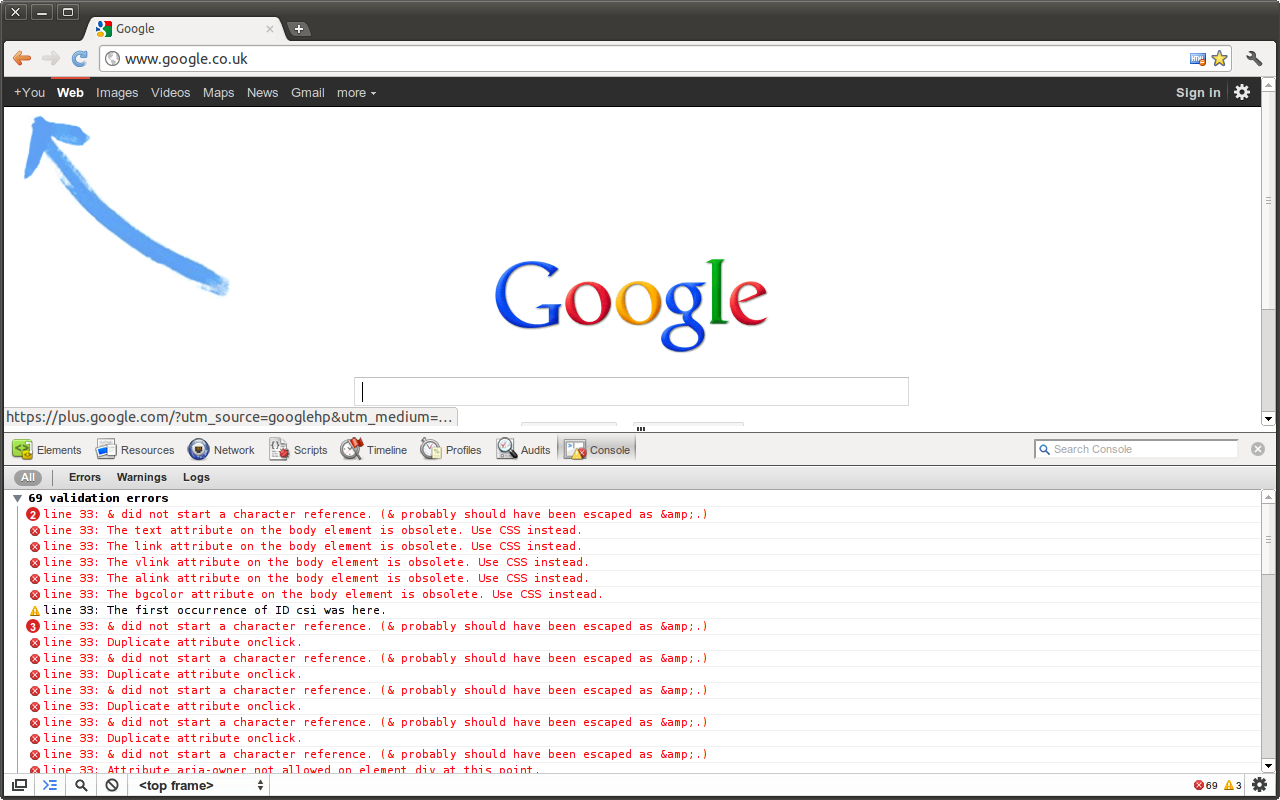 Google
www.google.co.uk
+You Web Images Videos Maps News Gmail more Sign in
Google
https://plus.google.com/?utm_source=googlehp&utm_medium=...
Elements Resources Network Scripts Timeline Profiles Audits Console Search Console
All Errors Warnings Logs
69 validation errors
2 line 33: & did not start a character reference. (& probably should have been escaped as &amp;.)
line 33: The text attribute on the body element is obsolete. Use CSS instead.
line 33: The link attribute on the body element is obsolete. Use CSS instead.
line 33: The vlink attribute on the body element is obsolete. Use CSS instead.
line 33: The alink attribute on the body element is obsolete. Use CSS instead.
line 33: The bgcolor attribute on the body element is obsolete. Use CSS instead.
line 33: The first occurrence of ID csi was here.
3 line 33: & did not start a character reference. (& probably should have been escaped as &amp;.)
line 33: Duplicate attribute onclick.
line 33: & did not start a character reference. (& probably should have been escaped as &amp;.)
line 33: Duplicate attribute onclick.
line 33: & did not start a character reference. (& probably should have been escaped as &amp;.)
line 33: Duplicate attribute onclick.
line 33: & did not start a character reference. (& probably should have been escaped as &amp;.)
line 33: Duplicate attribute onclick.
line 33: & did not start a character reference. (& probably should have been escaped as &amp;.)
line 33: Attribute aria-owner not allowed on element div at this point.
<top frame> 69 3